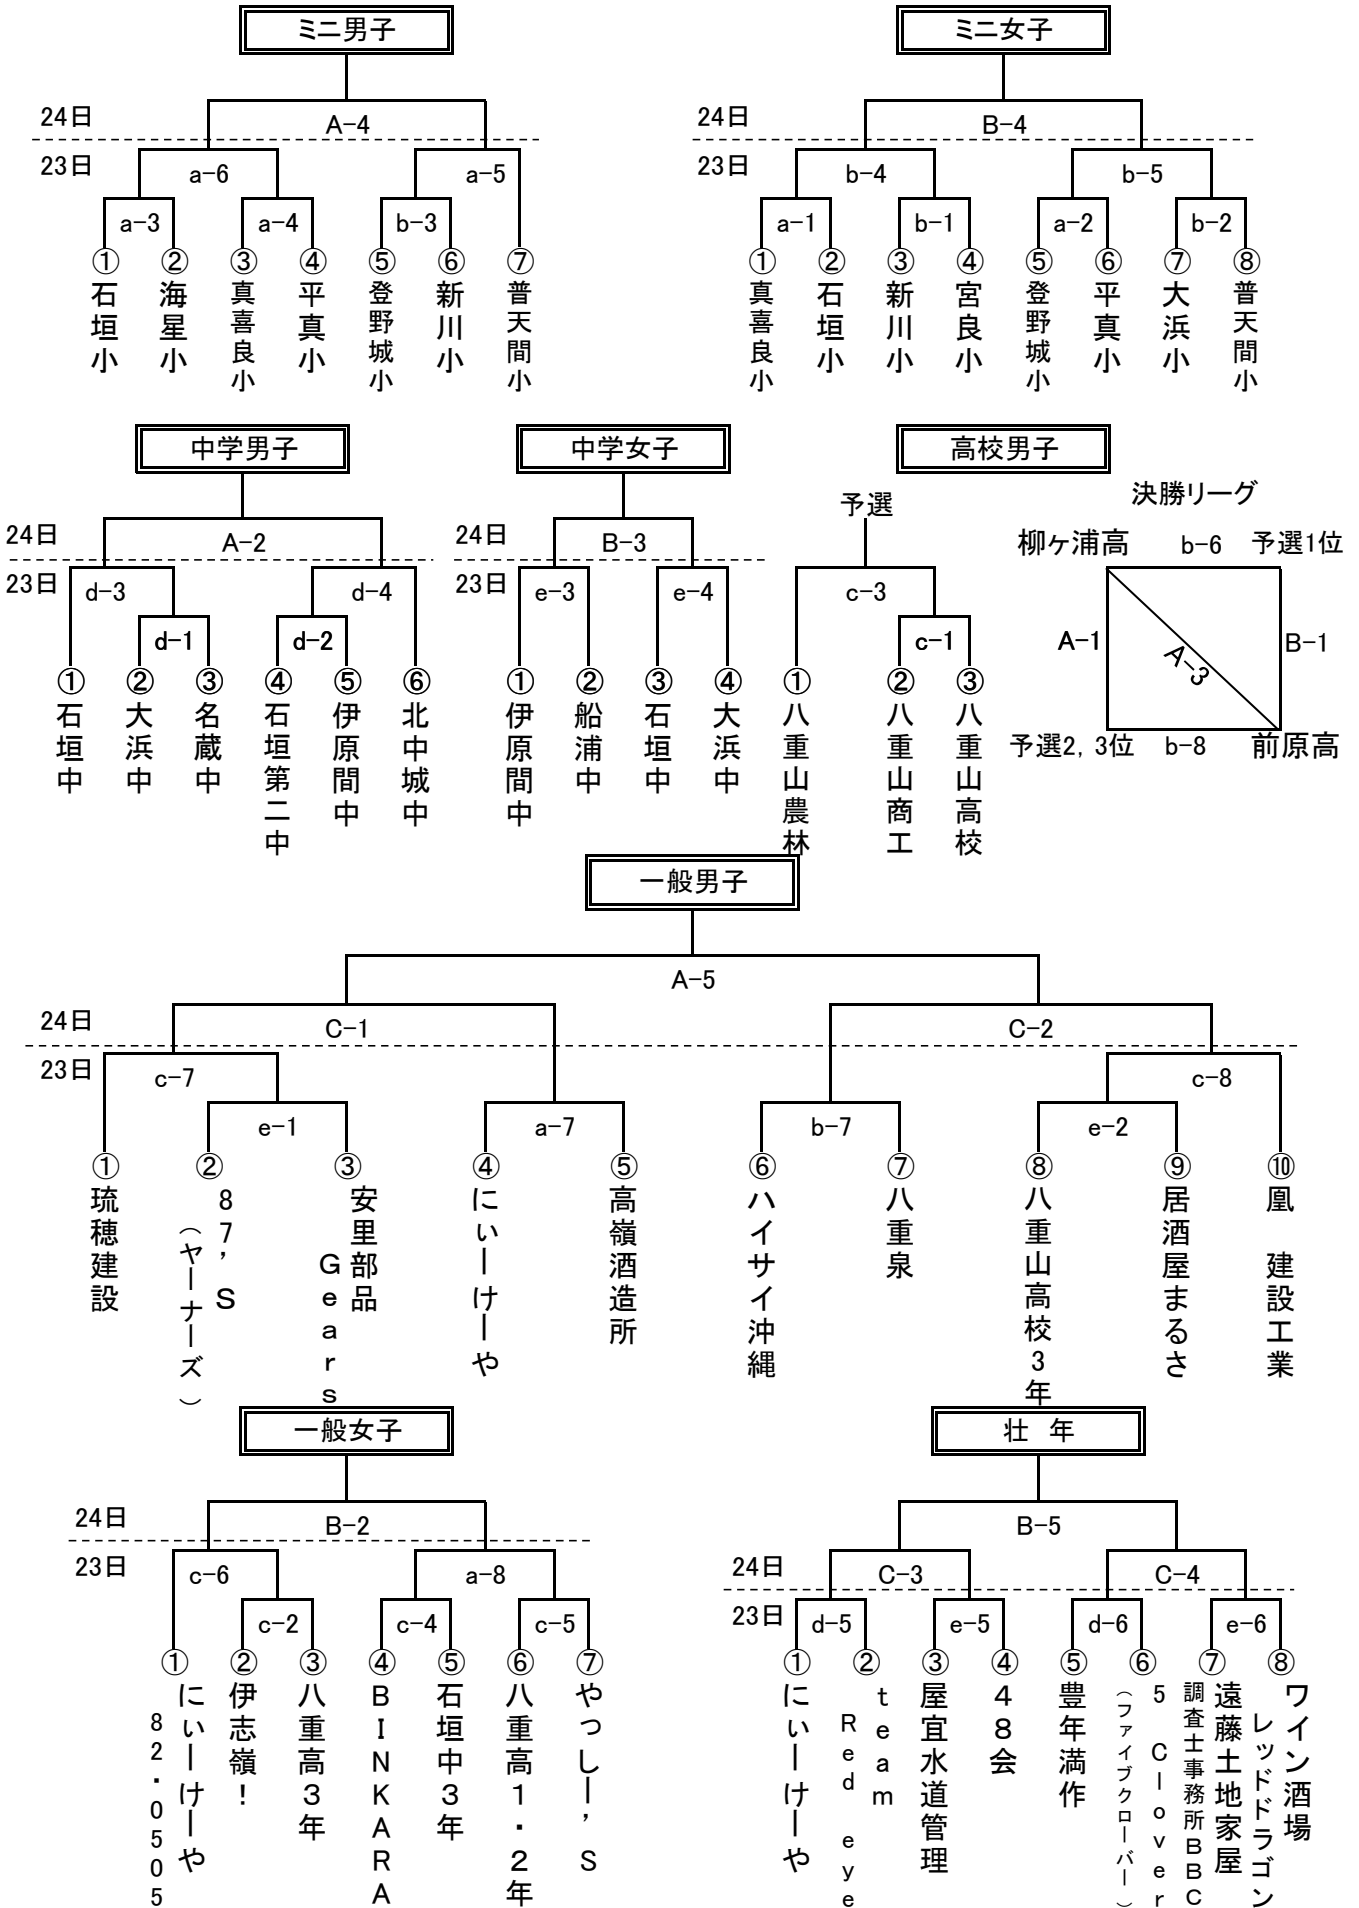 ミニ男子
ミニ女子
24日
A-4
23日
a-6
a-5
a-3
a-4
b-3
①
石垣小
②
海星小
③
真喜良小
④
平真小
⑤
登野城小
⑥
新川小
⑦
普天間小
24日
B-4
23日
b-4
b-5
a-1
b-1
a-2
b-2
①
真喜良小
②
石垣小
③
新川小
④
宮良小
⑤
登野城小
⑥
平真小
⑦
大浜小
⑧
普天間小
中学男子
24日
A-2
23日
d-3
d-4
d-1
d-2
①
石垣中
②
大浜中
③
名蔵中
④
石垣第二中
⑤
伊原間中
⑥
北中城中
中学女子
24日
B-3
23日
e-3
e-4
①
伊原間中
②
船浦中
③
石垣中
④
大浜中
高校男子
予選
c-3
c-1
①
八重山農林
②
八重山商工
③
八重山高校
決勝リーグ
柳ヶ浦高
b-6
予選1位
A-1
A-3
B-1
予選2，3位
b-8
前原高
一般男子
A-5
24日
C-1
C-2
23日
c-7
c-8
e-1
a-7
b-7
e-2
①
琉穂建設
②
87'S
（ヤーナーズ）
③
安里部品
Gears
④
にぃーけーや
⑤
高嶺酒造所
⑥
ハイサイ沖縄
⑦
八重泉
⑧
八重山高校3年
⑨
居酒屋まるさ
⑩
凰　建設工業
一般女子
24日
B-2
23日
c-6
a-8
c-2
c-4
c-5
①
にぃーけーや
82・0505
②
伊志嶺！
③
八重高3年
④
BINKARA
⑤
石垣中3年
⑥
八重高1・2年
⑦
やっしー'S
壮　年
B-5
24日
C-3
C-4
23日
d-5
e-5
d-6
e-6
①
にぃーけーや
②
team
Red eye
③
屋宜水道管理
④
48会
⑤
豊年満作
⑥
5 Clover
（ファイブクローバー）
⑦
遠藤土地家屋
調査士事務所BBC
⑧
ワイン酒場
レッドドラゴン